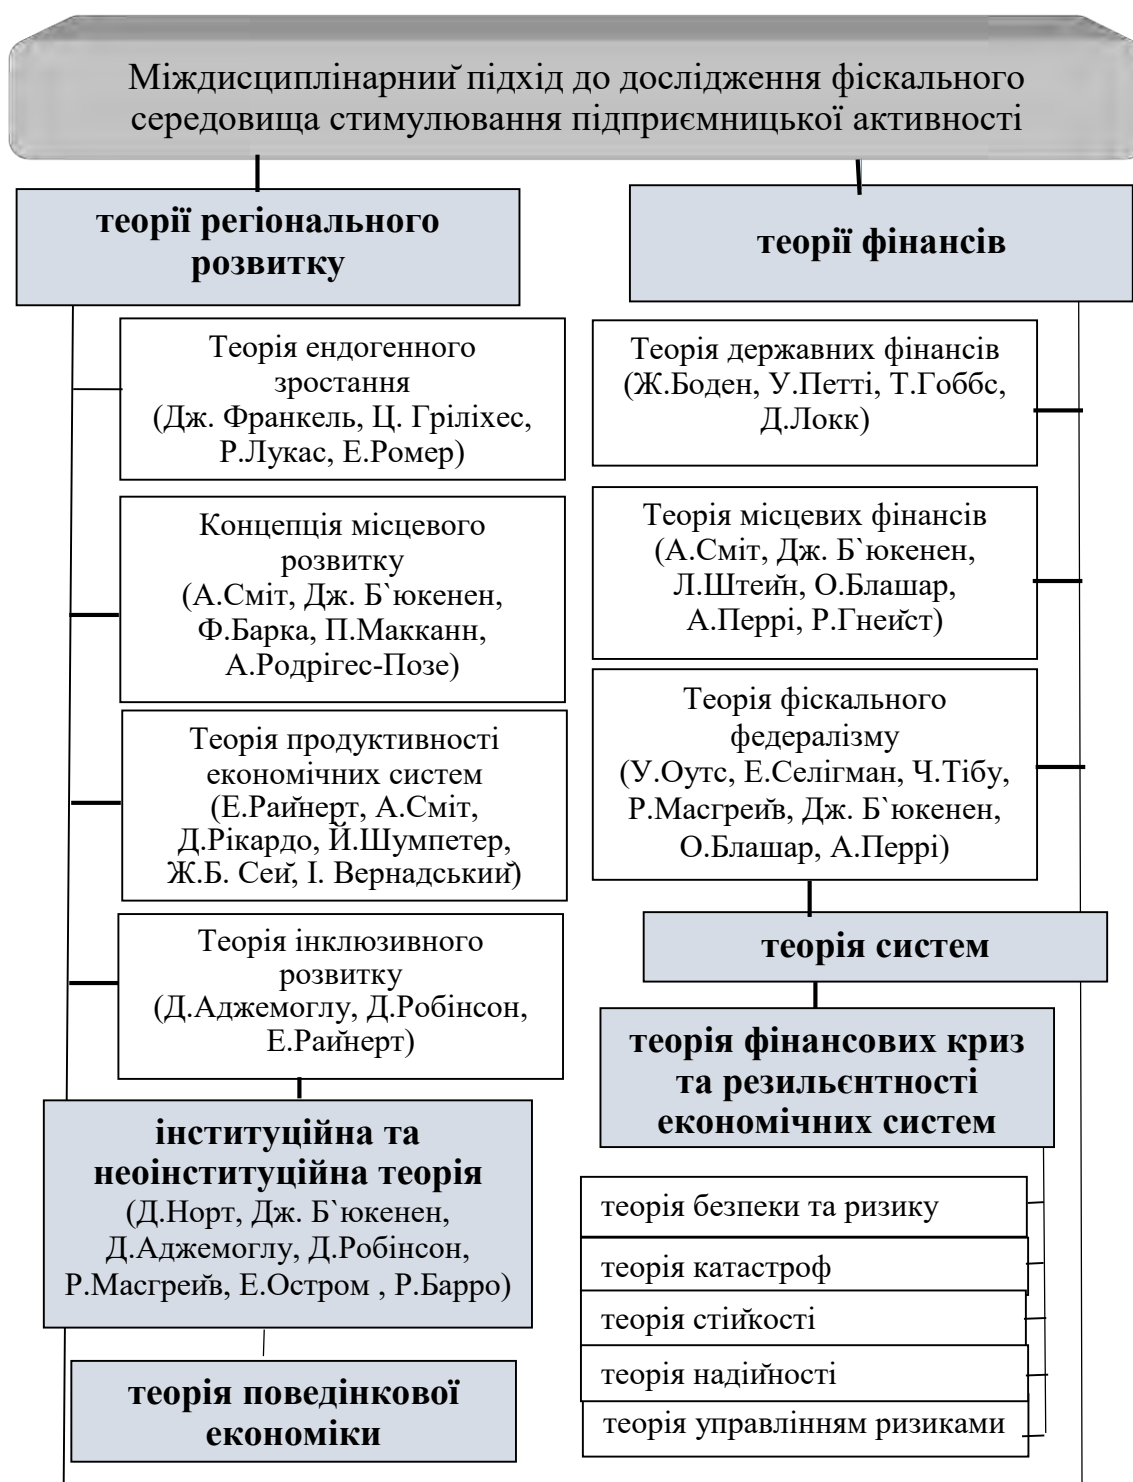 Міждисциплінарний підхід до дослідження фіскального
середовища стимулювання підприємницької активності
теорії регіонального
розвитку
Теорія ендогенного
зростання
(Дж. Франкель, Ц. Гріліхес,
Р.Лукас, Е.Ромер)
Концепція місцевого
розвитку
(А.Сміт, Дж. Б`юкенен,
Ф.Барка, П.Макканн,
А.Родрігес-Позе)
Теорія продуктивності
економічних систем
(Е.Райнерт, А.Сміт,
Д.Рікардо, Й.Шумпетер,
Ж.Б. Сей, І. Вернадський)
Теорія інклюзивного
розвитку
(Д.Аджемоглу, Д.Робінсон,
Е.Райнерт)
інституційна та
неоінституційна теорія
(Д.Норт, Дж. Б`юкенен,
Д.Аджемоглу, Д.Робінсон,
Р.Масгрейв, Е.Остром , Р.Барро)
теорія поведінкової
економіки
теорії фінансів
Теорія державних фінансів
(Ж.Боден, У.Петті, Т.Гоббс,
Д.Локк)
Теорія місцевих фінансів
(А.Сміт, Дж. Б`юкенен,
Л.Штейн, О.Блашар,
А.Перрі, Р.Гнейст)
Теорія фіскального
федералізму
(У.Оутс, Е.Селігман, Ч.Тібу,
Р.Масгрейв, Дж. Б`юкенен,
О.Блашар, А.Перрі)
теорія систем
теорія фінансових криз
та резильєнтності
економічних систем
теорія безпеки та ризику
теорія катастроф
теорія стійкості
теорія надійності
теорія управлінням ризиками